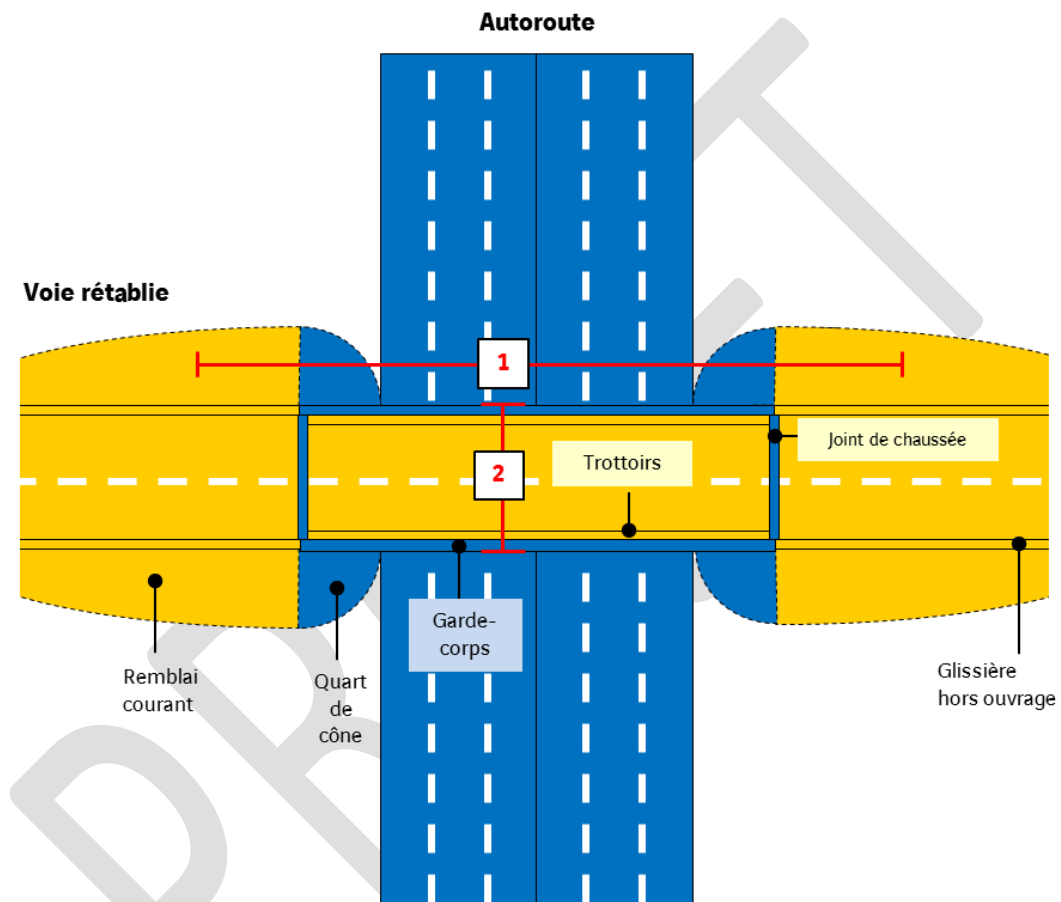 Autoroute
Voie rétablie
1
Joint de chaussée
Trottoirs
2
Garde-
corps
Remblai
courant
Quart
de
cône
Glissière
hors ouvrage